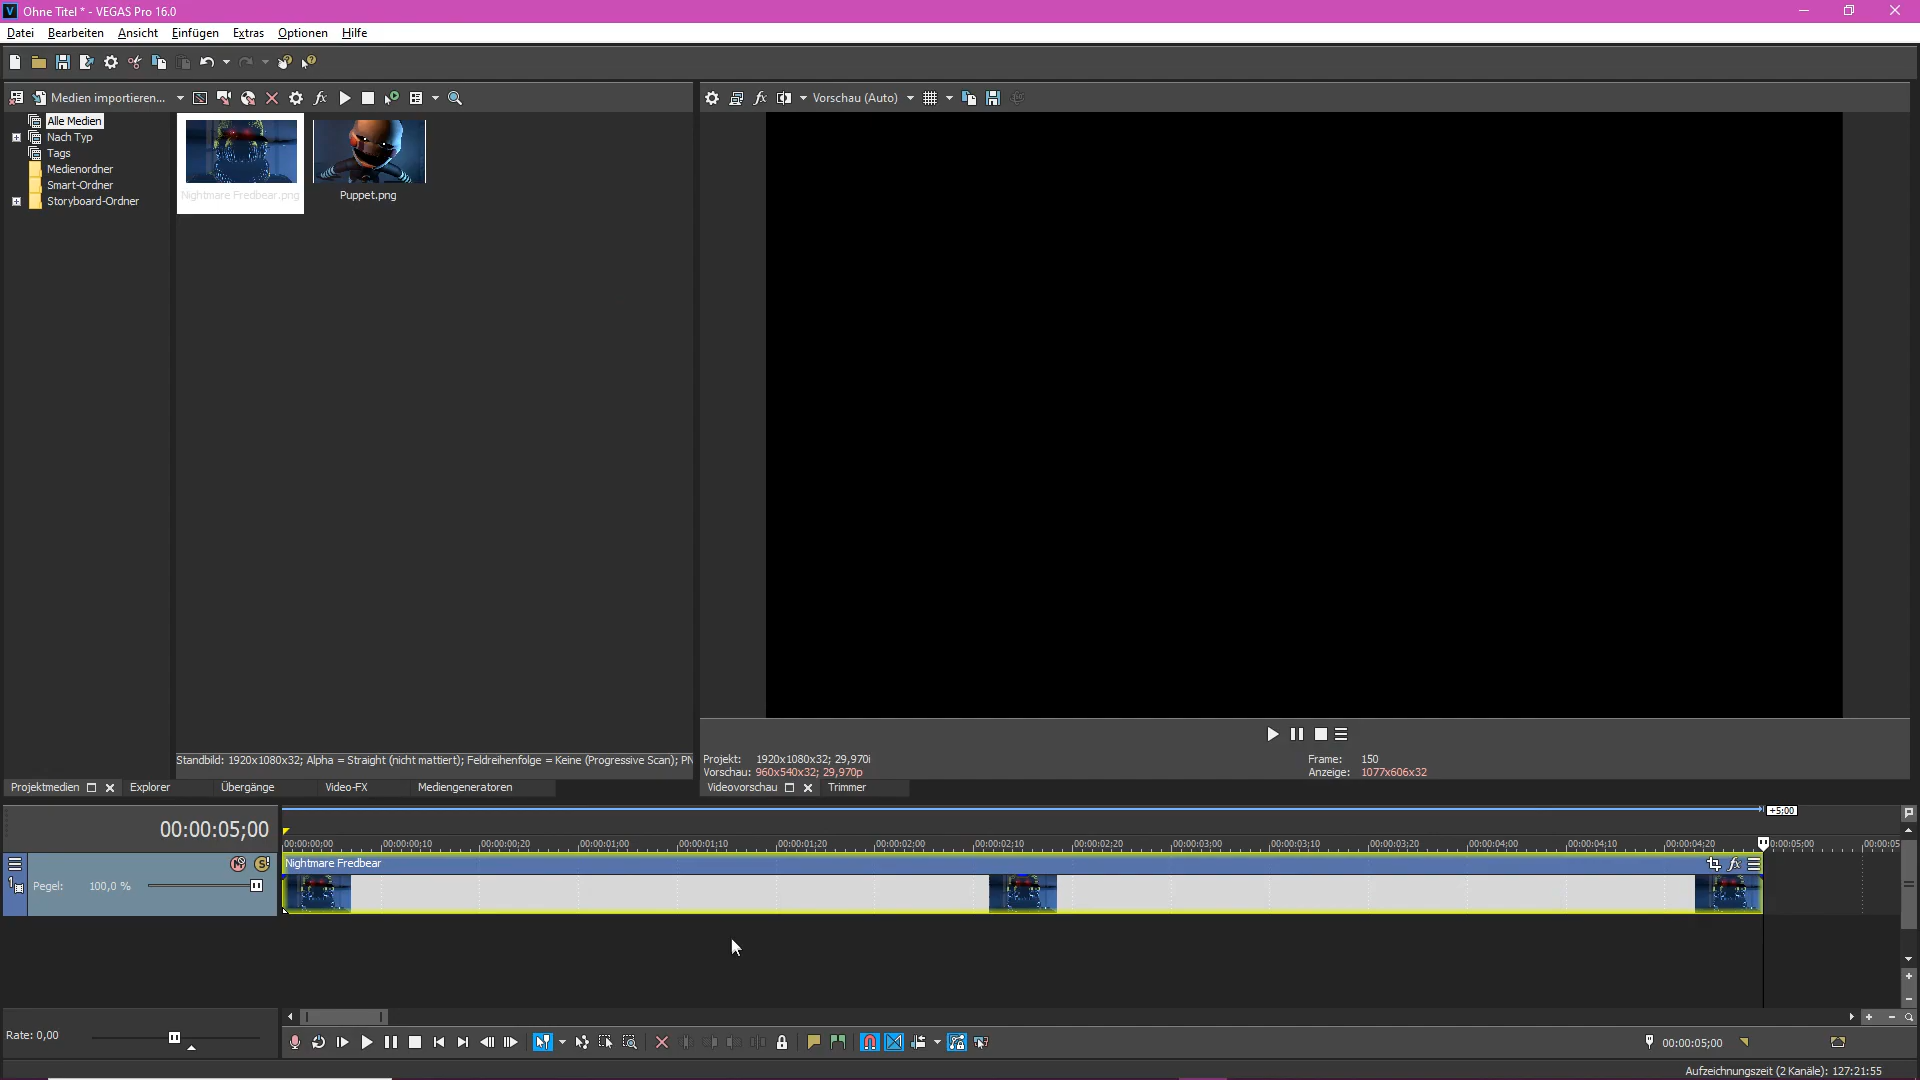 Ohne Titel * - VEGAS Pro 16.0
Datei Bearbeiten Ansicht Einfügen Extras Optionen Hilfe
Medien importieren...
Vorschau (Auto)
Alle Medien
Nach Typ
Tags
Medienordner
Smart-Ordner
Storyboard-Ordner
Nightmare Fredbear.png
Puppet.png
Standbild: 1920x1080x32; Alpha = Straight (nicht mattiert); Feldreihenfolge = Keine (Progressive Scan); PN
Projekt: 1920x1080x32; 29,970i
Vorschau: 960x540x32; 29,970p
Frame: 150
Anzeige: 1077x606x32
Projektmedien Explorer Übergänge Video-FX Mediengeneratoren
Videovorschau Trimmer
+5:00
00:00:05;00
00:00:00;00 00:00:00;10 00:00:00;20 00:00:01;00 00:00:01;10 00:00:01;20 00:00:02;00 00:00:02;10 00:00:02;20 00:00:03;00 00:00:03;10 00:00:03;20 00:00:04;00 00:00:04;10 00:00:04;20 0:00:05;00 00:00:05
Nightmare Fredbear
1 Pegel: 100,0 %
Rate: 0,00
00:00:05;00
Aufzeichnungszeit (2 Kanäle): 127:21:55